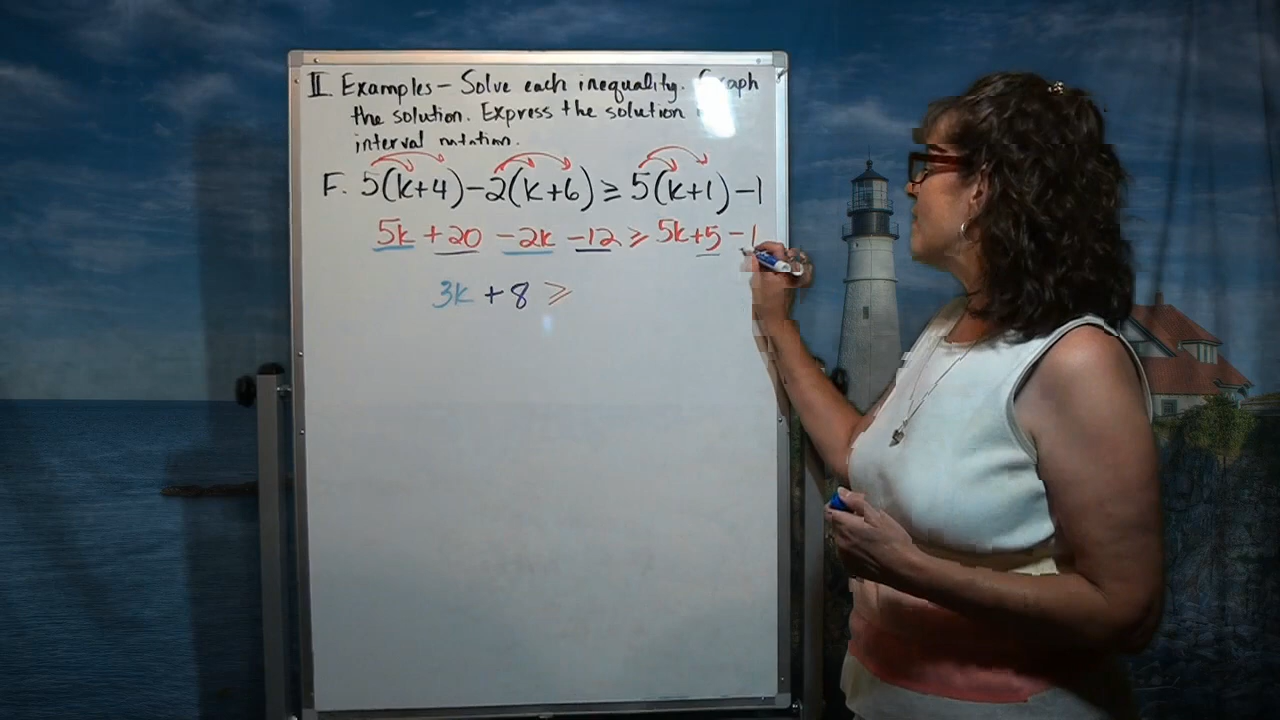 II. Examples – Solve each inequality. Graph
the solution. Express the solution
interval notation.
F. 5(k+4)-2(k+6)≥5(k+1)-1
5k +20 -2k -12 ≥ 5k+5 -1
3k + 8 ≥